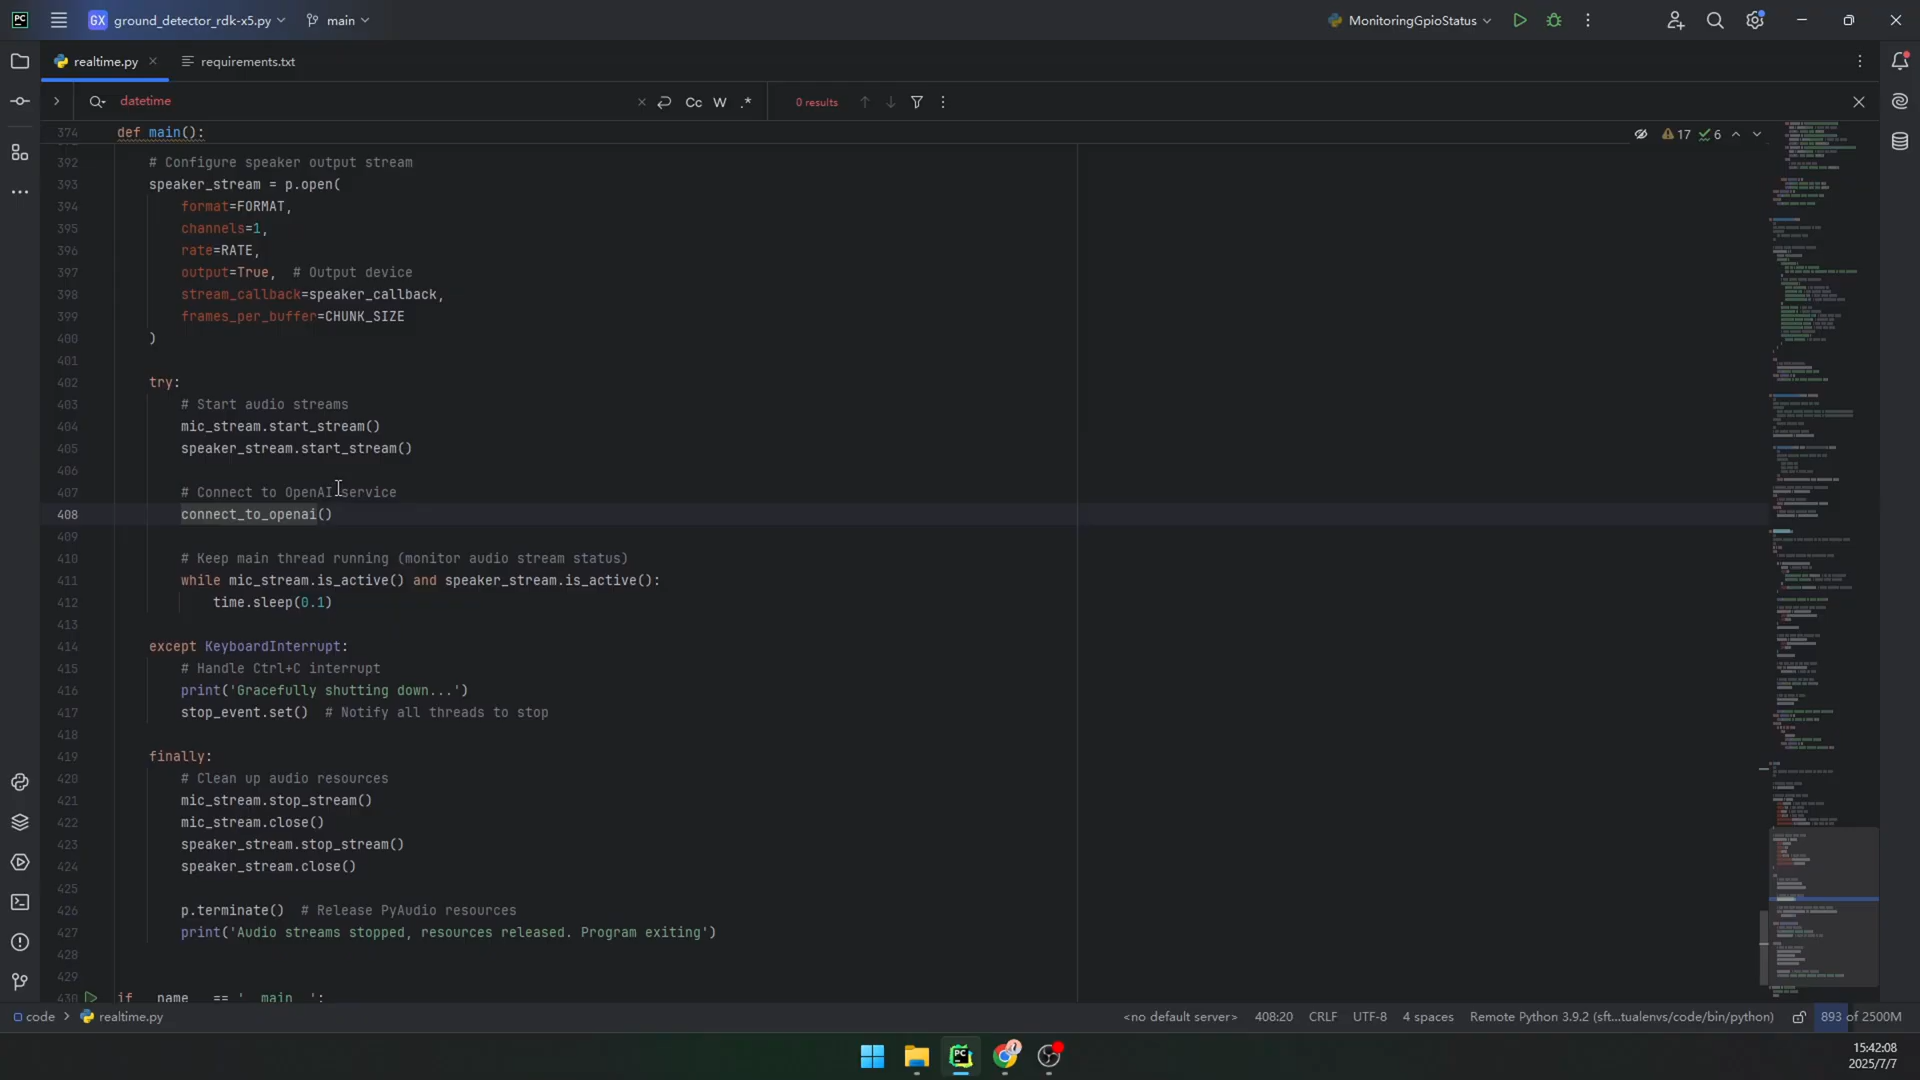 PC GX ground_detector_rdk-x5.py main MonitoringGpioStatus
realtime.py requirements.txt
datetime Cc W .* 0 results
374 def main(): 17 6
392 # Configure speaker output stream
393 speaker_stream = p.open(
394 format=FORMAT,
395 channels=1,
396 rate=RATE,
397 output=True,  # Output device
398 stream_callback=speaker_callback,
399 frames_per_buffer=CHUNK_SIZE
400 )
401
402 try:
403 # Start audio streams
404 mic_stream.start_stream()
405 speaker_stream.start_stream()
406
407 # Connect to OpenAI service
408 connect_to_openai()
409
410 # Keep main thread running (monitor audio stream status)
411 while mic_stream.is_active() and speaker_stream.is_active():
412 time.sleep(0.1)
413
414 except KeyboardInterrupt:
415 # Handle Ctrl+C interrupt
416 print('Gracefully shutting down...')
417 stop_event.set()  # Notify all threads to stop
418
419 finally:
420 # Clean up audio resources
421 mic_stream.stop_stream()
422 mic_stream.close()
423 speaker_stream.stop_stream()
424 speaker_stream.close()
425
426 p.terminate()  # Release PyAudio resources
427 print('Audio streams stopped, resources released. Program exiting')
428
429
430 if __name__ == '__main__':
code > realtime.py <no default server> 408:20 CRLF UTF-8 4 spaces Remote Python 3.9.2 (sft...tualenvs/code/bin/python) 893 of 2500M
15:42:08
2025/7/7